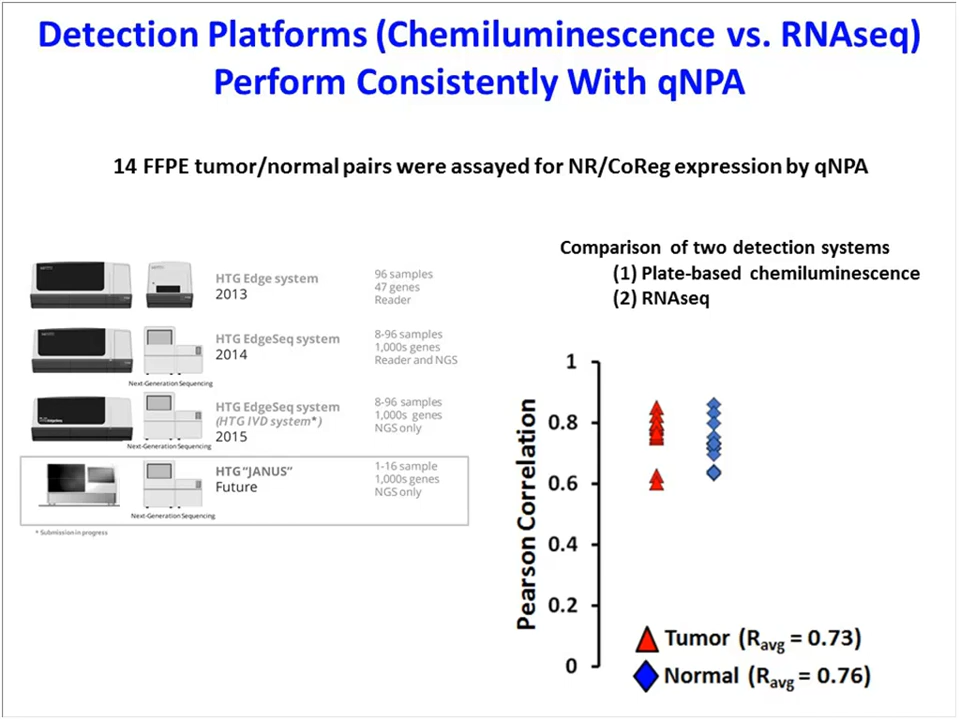 Detection Platforms (Chemiluminescence vs. RNAseq)
Perform Consistently With qNPA
14 FFPE tumor/normal pairs were assayed for NR/CoReg expression by qNPA
HTG Edge system
2013
96 samples
47 genes
Reader
HTG EdgeSeq system
2014
8-96 samples
1,000s genes
Reader and NGS
Next-Generation Sequencing
HTG EdgeSeq system
(HTG IVD system*)
2015
8-96 samples
1,000s genes
NGS only
Next-Generation Sequencing
HTG "JANUS"
Future
1-16 sample
1,000s genes
NGS only
Next-Generation Sequencing
* Submission in progress
Comparison of two detection systems
(1) Plate-based chemiluminescence
(2) RNAseq
Pearson Correlation
1
0.8
0.6
0.4
0.2
0
Tumor (Ravg = 0.73)
Normal (Ravg = 0.76)